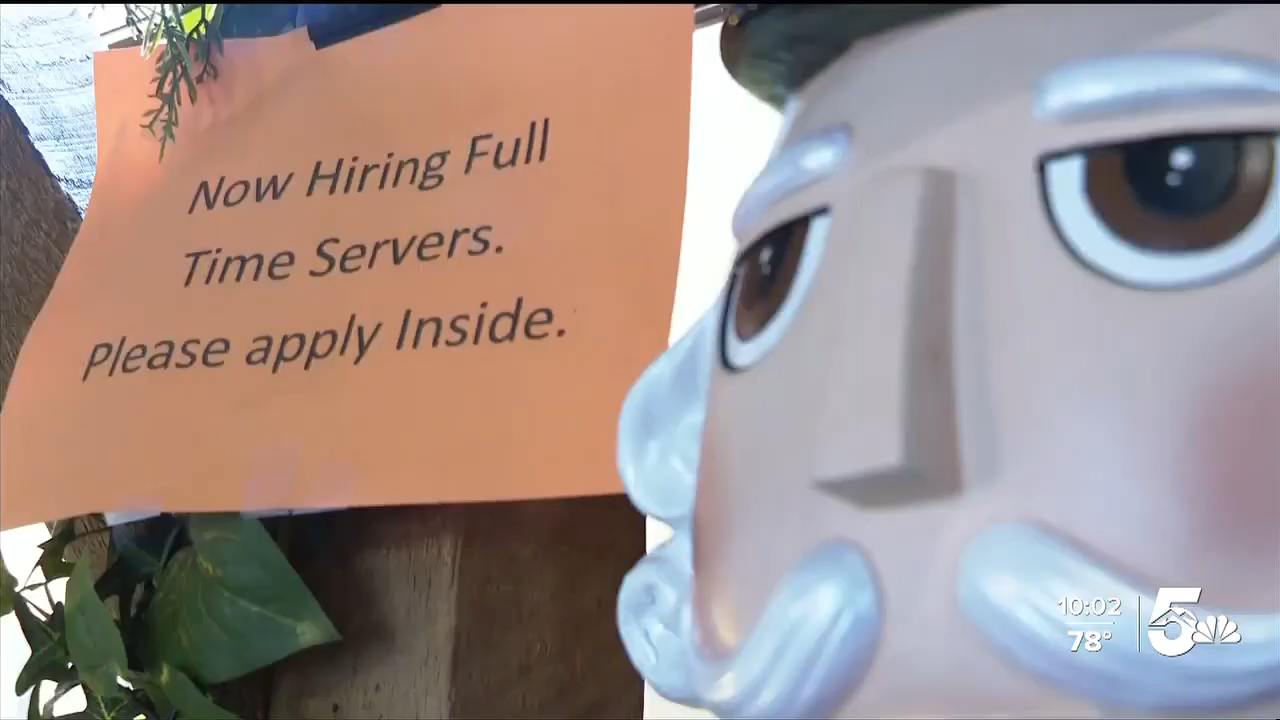 Now Hiring Full
Time Servers.
Please apply Inside.
10:02
78°
5